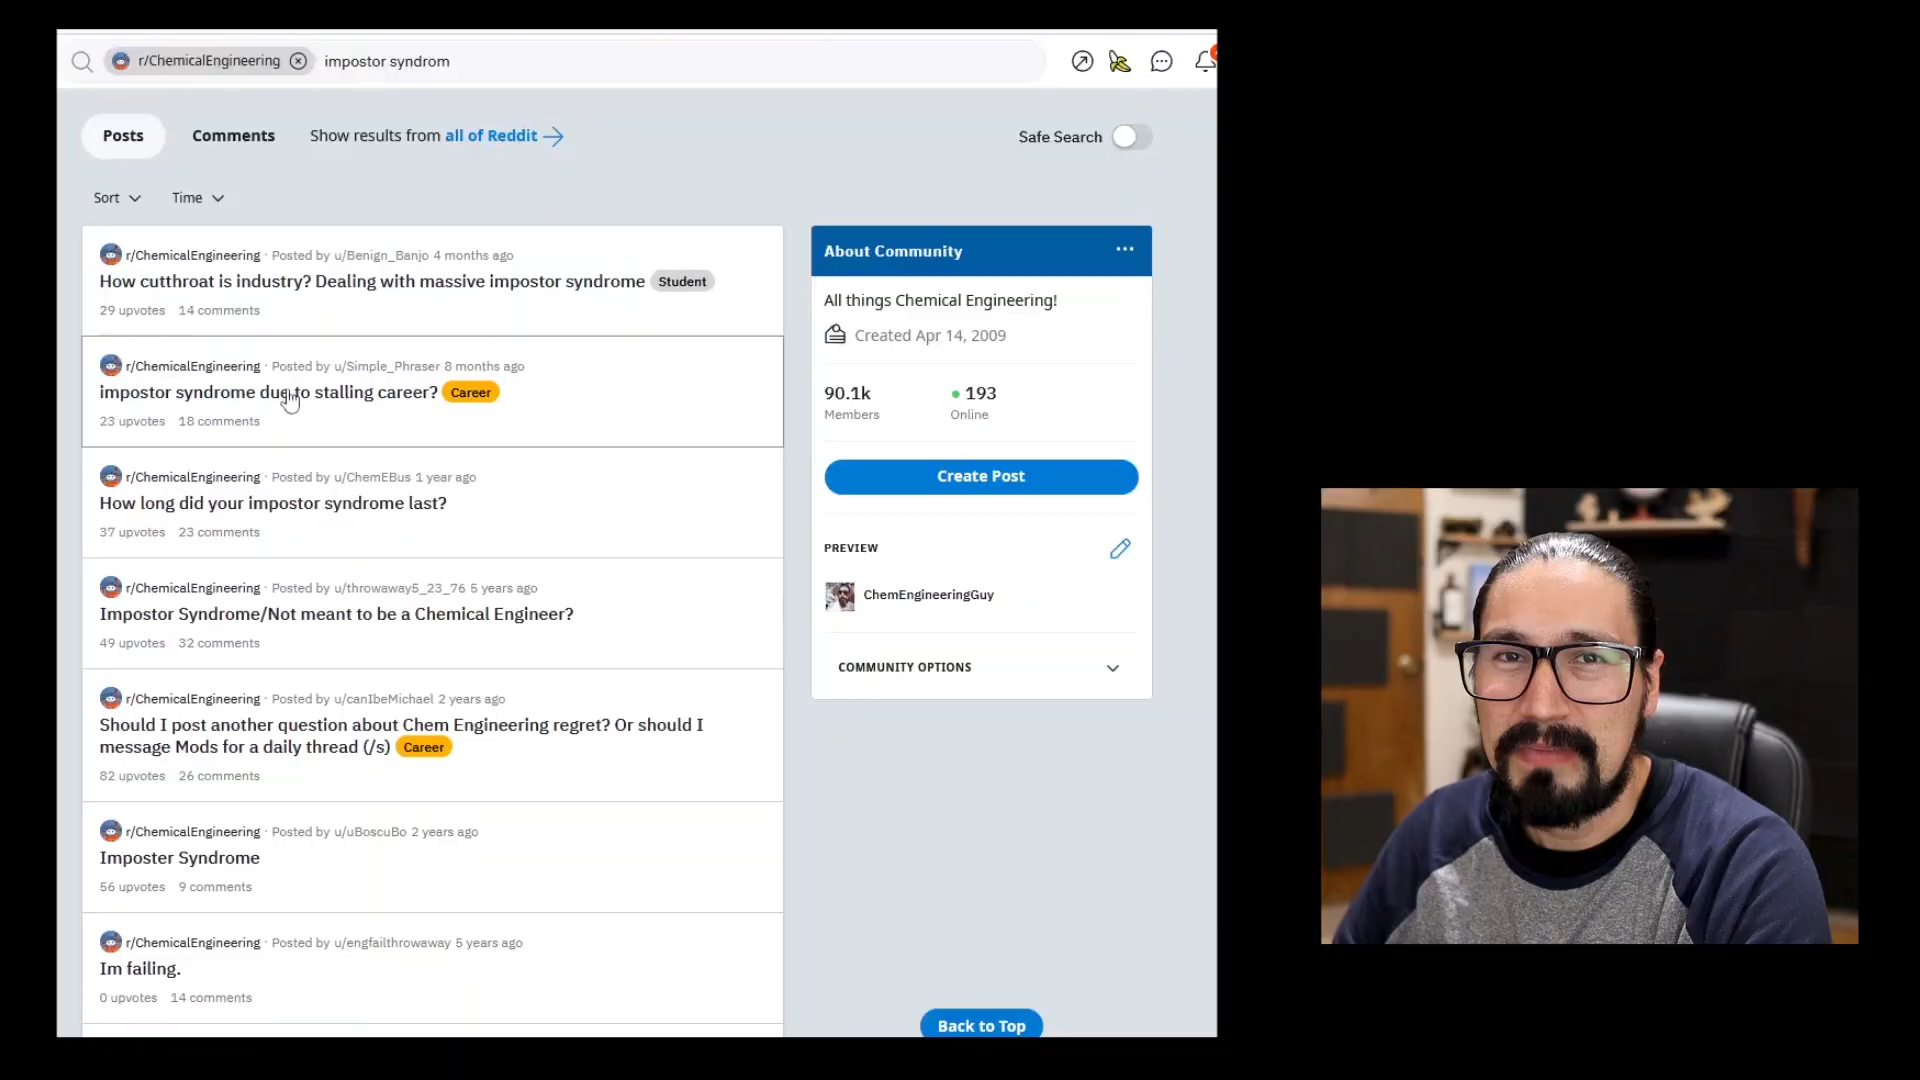 r/ChemicalEngineering impostor syndrom
Posts Comments Show results from all of Reddit
Safe Search
Sort Time
r/ChemicalEngineering · Posted by u/Benign_Banjo 4 months ago
How cutthroat is industry? Dealing with massive impostor syndrome Student
29 upvotes 14 comments
r/ChemicalEngineering · Posted by u/Simple_Phraser 8 months ago
impostor syndrome due to stalling career? Career
23 upvotes 18 comments
r/ChemicalEngineering · Posted by u/ChemEBus 1 year ago
How long did your impostor syndrome last?
37 upvotes 23 comments
r/ChemicalEngineering · Posted by u/throwaway5_23_76 5 years ago
Impostor Syndrome/Not meant to be a Chemical Engineer?
49 upvotes 32 comments
r/ChemicalEngineering · Posted by u/canIbeMichael 2 years ago
Should I post another question about Chem Engineering regret? Or should I
message Mods for a daily thread (/s) Career
82 upvotes 26 comments
r/ChemicalEngineering · Posted by u/uBoscuBo 2 years ago
Imposter Syndrome
56 upvotes 9 comments
r/ChemicalEngineering · Posted by u/engfailthrowaway 5 years ago
Im failing.
0 upvotes 14 comments
About Community
All things Chemical Engineering!
Created Apr 14, 2009
90.1k 193
Members Online
Create Post
PREVIEW
ChemEngineeringGuy
COMMUNITY OPTIONS
Back to Top